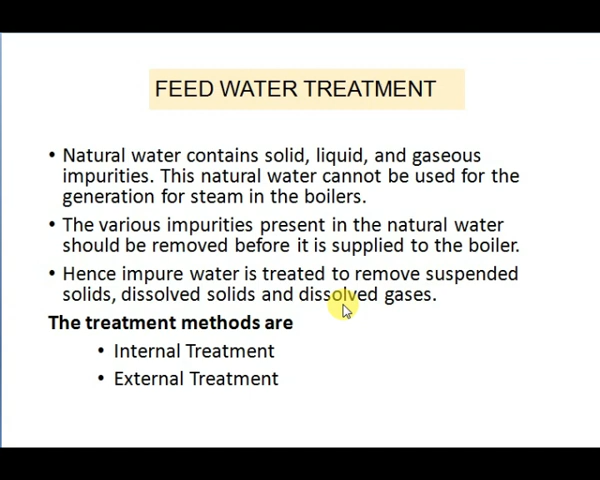 FEED WATER TREATMENT
• Natural water contains solid, liquid, and gaseous
impurities. This natural water cannot be used for the
generation for steam in the boilers.
• The various impurities present in the natural water
should be removed before it is supplied to the boiler.
• Hence impure water is treated to remove suspended
solids, dissolved solids and dissolved gases.
The treatment methods are
• Internal Treatment
• External Treatment